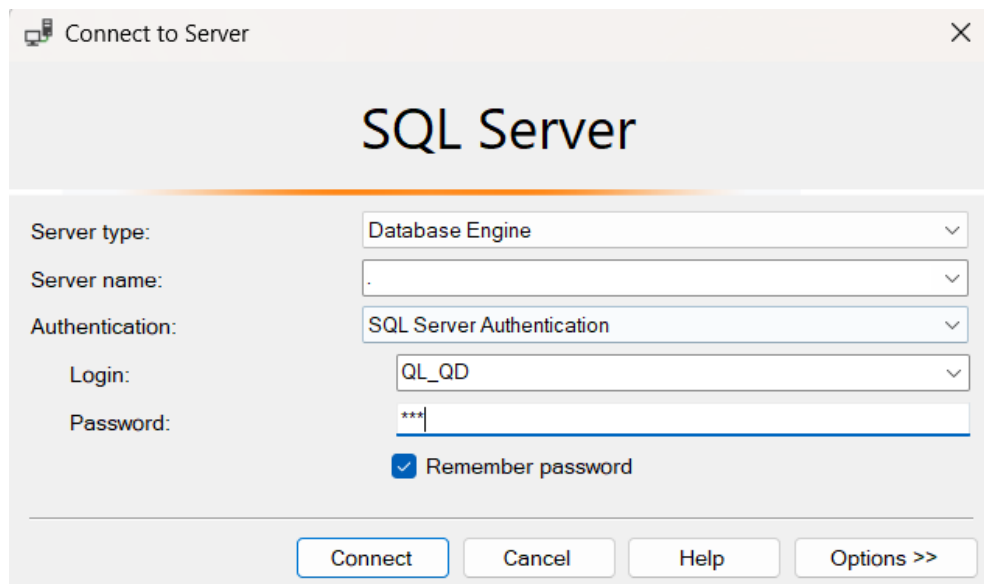 Connect to Server
SQL Server
Server type: Database Engine
Server name: .
Authentication: SQL Server Authentication
Login: QL_QD
Password: ***
Remember password
Connect Cancel Help Options >>